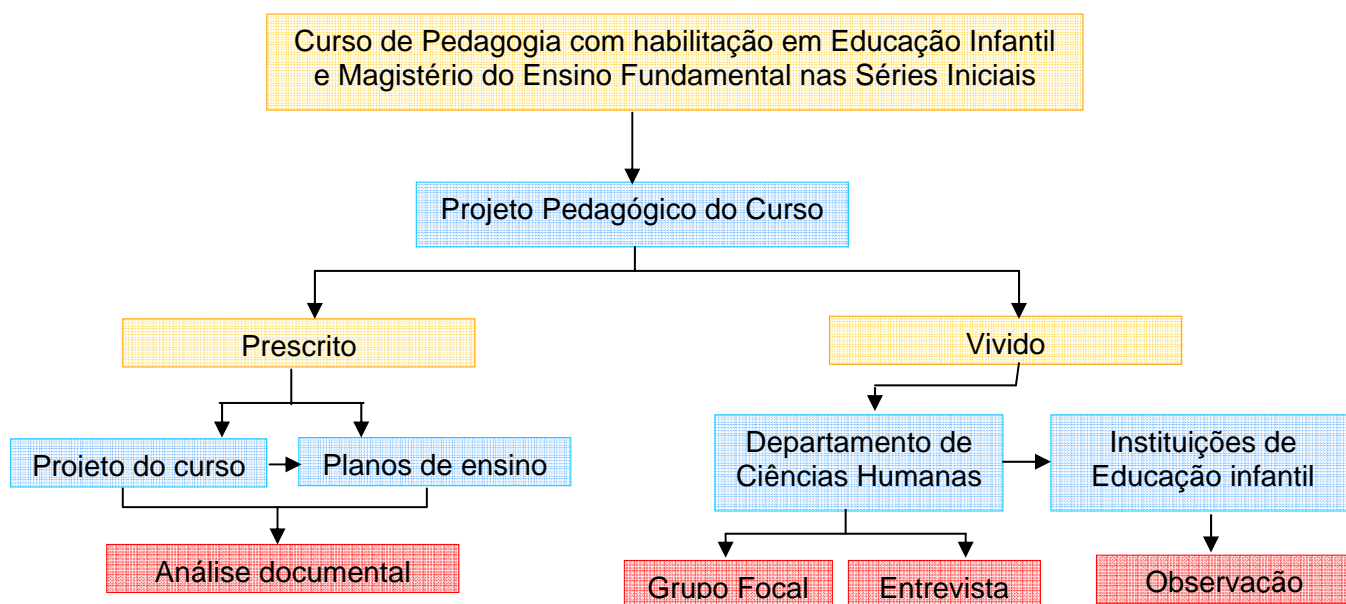 Curso de Pedagogia com habilitação em Educação Infantil
e Magistério do Ensino Fundamental nas Séries Iniciais
Projeto Pedagógico do Curso
Prescrito
Vivido
Projeto do curso
Planos de ensino
Departamento de
Ciências Humanas
Instituições de
Educação infantil
Análise documental
Grupo Focal
Entrevista
Observação